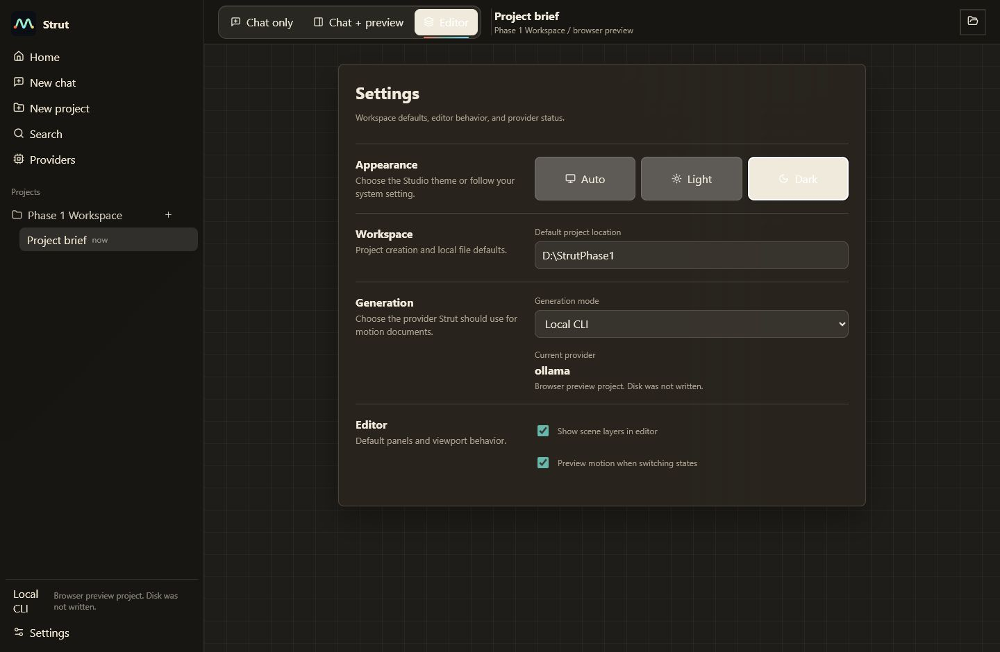 Strut
Home
New chat
New project
Search
Providers
Projects
Phase 1 Workspace +
Project brief now
Local CLI
Browser preview project. Disk was
not written.
Settings
Chat only
Chat + preview
Editor
Project brief
Phase 1 Workspace / browser preview
Settings
Workspace defaults, editor behavior, and provider status.
Appearance
Choose the Studio theme or follow your
system setting.
Auto
Light
Dark
Workspace
Project creation and local file defaults.
Default project location
D:\StrutPhase1
Generation
Choose the provider Strut should use for
motion documents.
Generation mode
Local CLI
Current provider
ollama
Browser preview project. Disk was not written.
Editor
Default panels and viewport behavior.
Show scene layers in editor
Preview motion when switching states